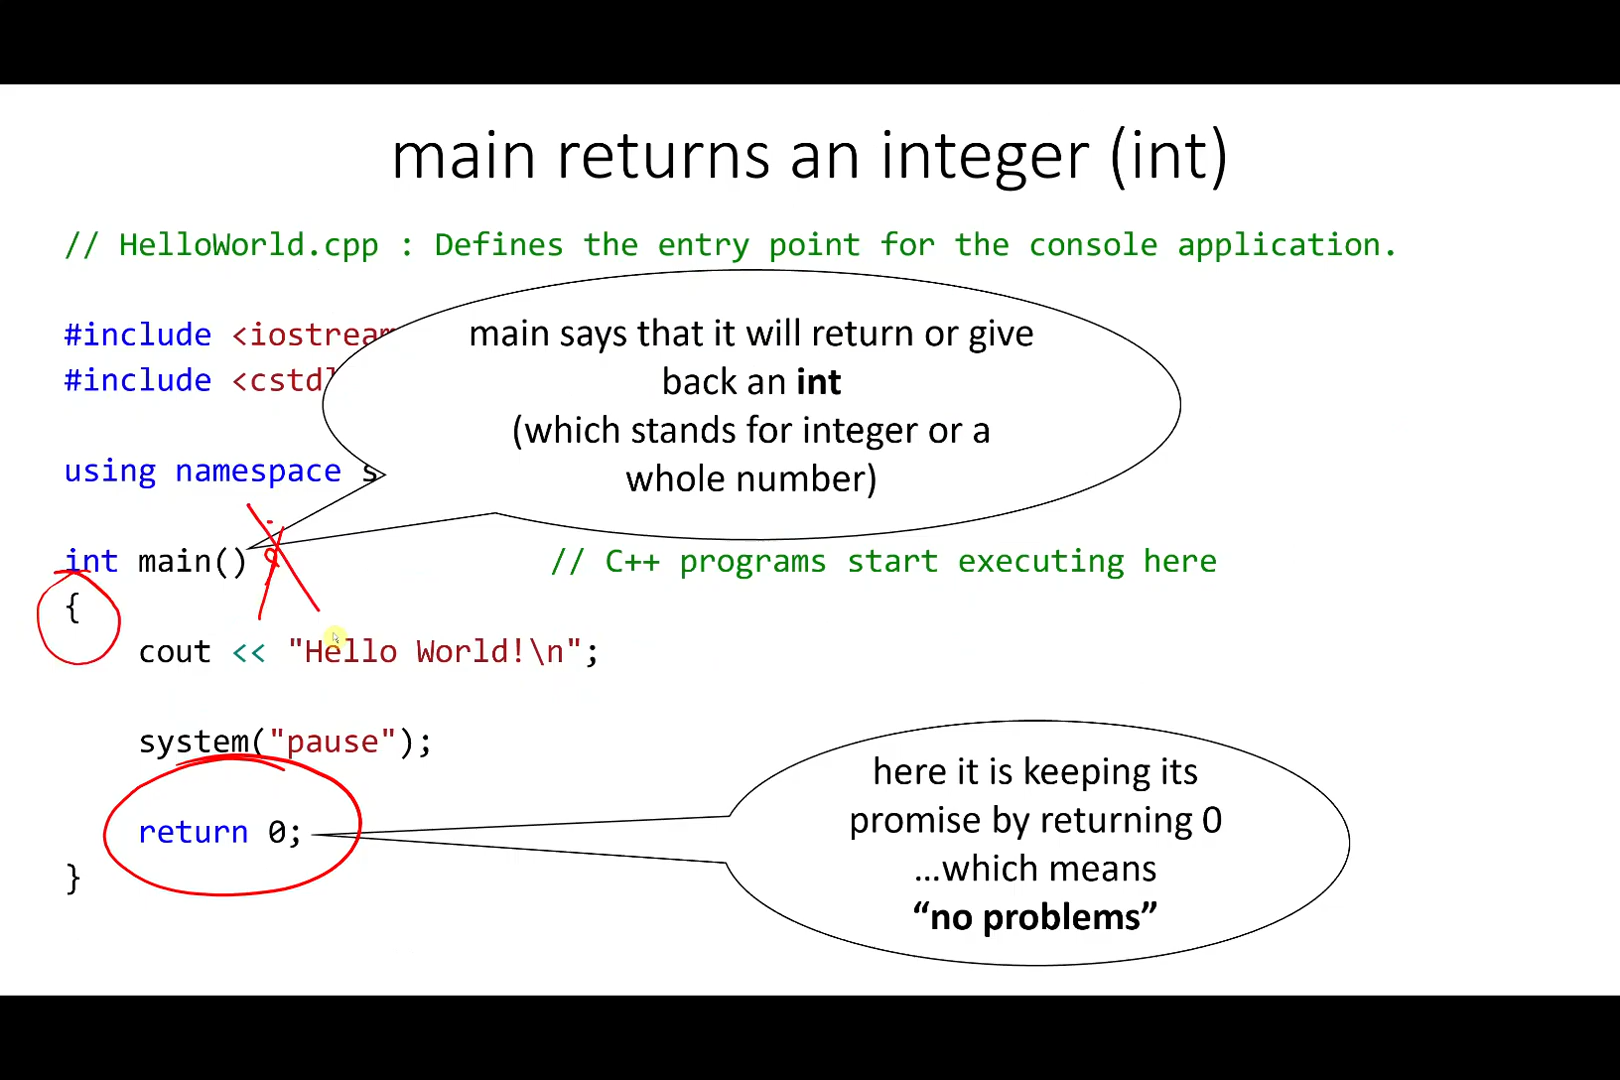 main returns an integer (int)
// HelloWorld.cpp : Defines the entry point for the console application.
#include <iostream
#include <cstdl
main says that it will return or give
back an int
(which stands for integer or a
whole number)
using namespace s
int main() ;
// C++ programs start executing here
{
cout << "Hello World!\n";
system("pause");
return 0;
}
here it is keeping its
promise by returning 0
...which means
“no problems”